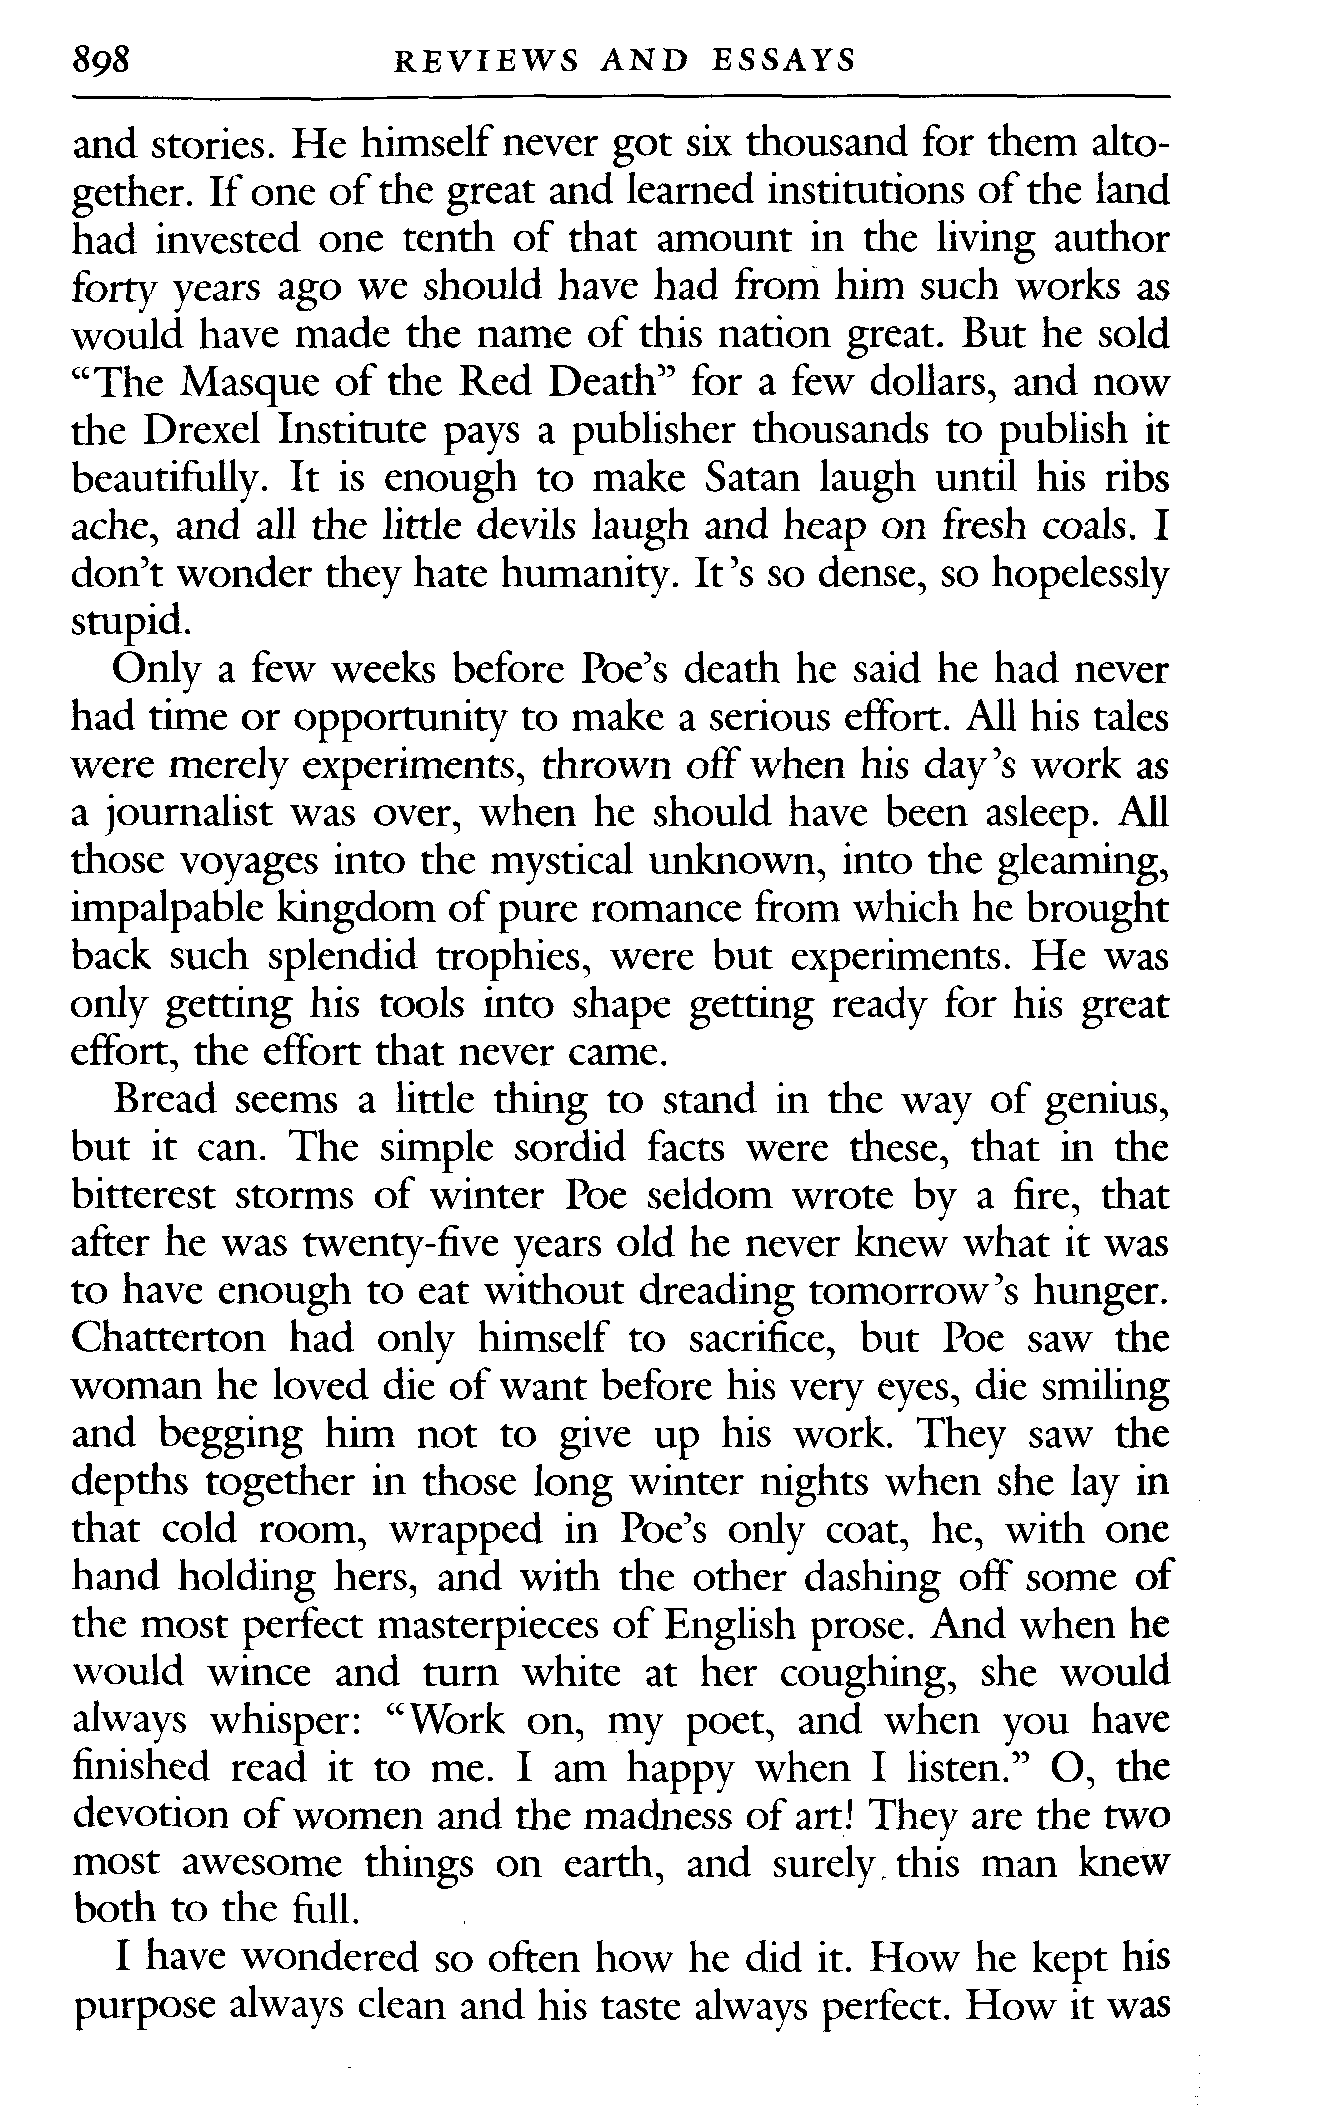 898 REVIEWS AND ESSAYS
and stories. He himself never got six thousand for them alto-
gether. If one of the great and learned institutions of the land
had invested one tenth of that amount in the living author
forty years ago we should have had from him such works as
would have made the name of this nation great. But he sold
“The Masque of the Red Death” for a few dollars, and now
the Drexel Institute pays a publisher thousands to publish it
beautifully. It is enough to make Satan laugh until his ribs
ache, and all the little devils laugh and heap on fresh coals. I
don’t wonder they hate humanity. It’s so dense, so hopelessly
stupid.
Only a few weeks before Poe’s death he said he had never
had time or opportunity to make a serious effort. All his tales
were merely experiments, thrown off when his day’s work as
a journalist was over, when he should have been asleep. All
those voyages into the mystical unknown, into the gleaming,
impalpable kingdom of pure romance from which he brought
back such splendid trophies, were but experiments. He was
only getting his tools into shape getting ready for his great
effort, the effort that never came.
Bread seems a little thing to stand in the way of genius,
but it can. The simple sordid facts were these, that in the
bitterest storms of winter Poe seldom wrote by a fire, that
after he was twenty-five years old he never knew what it was
to have enough to eat without dreading tomorrow’s hunger.
Chatterton had only himself to sacrifice, but Poe saw the
woman he loved die of want before his very eyes, die smiling
and begging him not to give up his work. They saw the
depths together in those long winter nights when she lay in
that cold room, wrapped in Poe’s only coat, he, with one
hand holding hers, and with the other dashing off some of
the most perfect masterpieces of English prose. And when he
would wince and turn white at her coughing, she would
always whisper: “Work on, my poet, and when you have
finished read it to me. I am happy when I listen.” O, the
devotion of women and the madness of art! They are the two
most awesome things on earth, and surely this man knew
both to the full.
I have wondered so often how he did it. How he kept his
purpose always clean and his taste always perfect. How it was